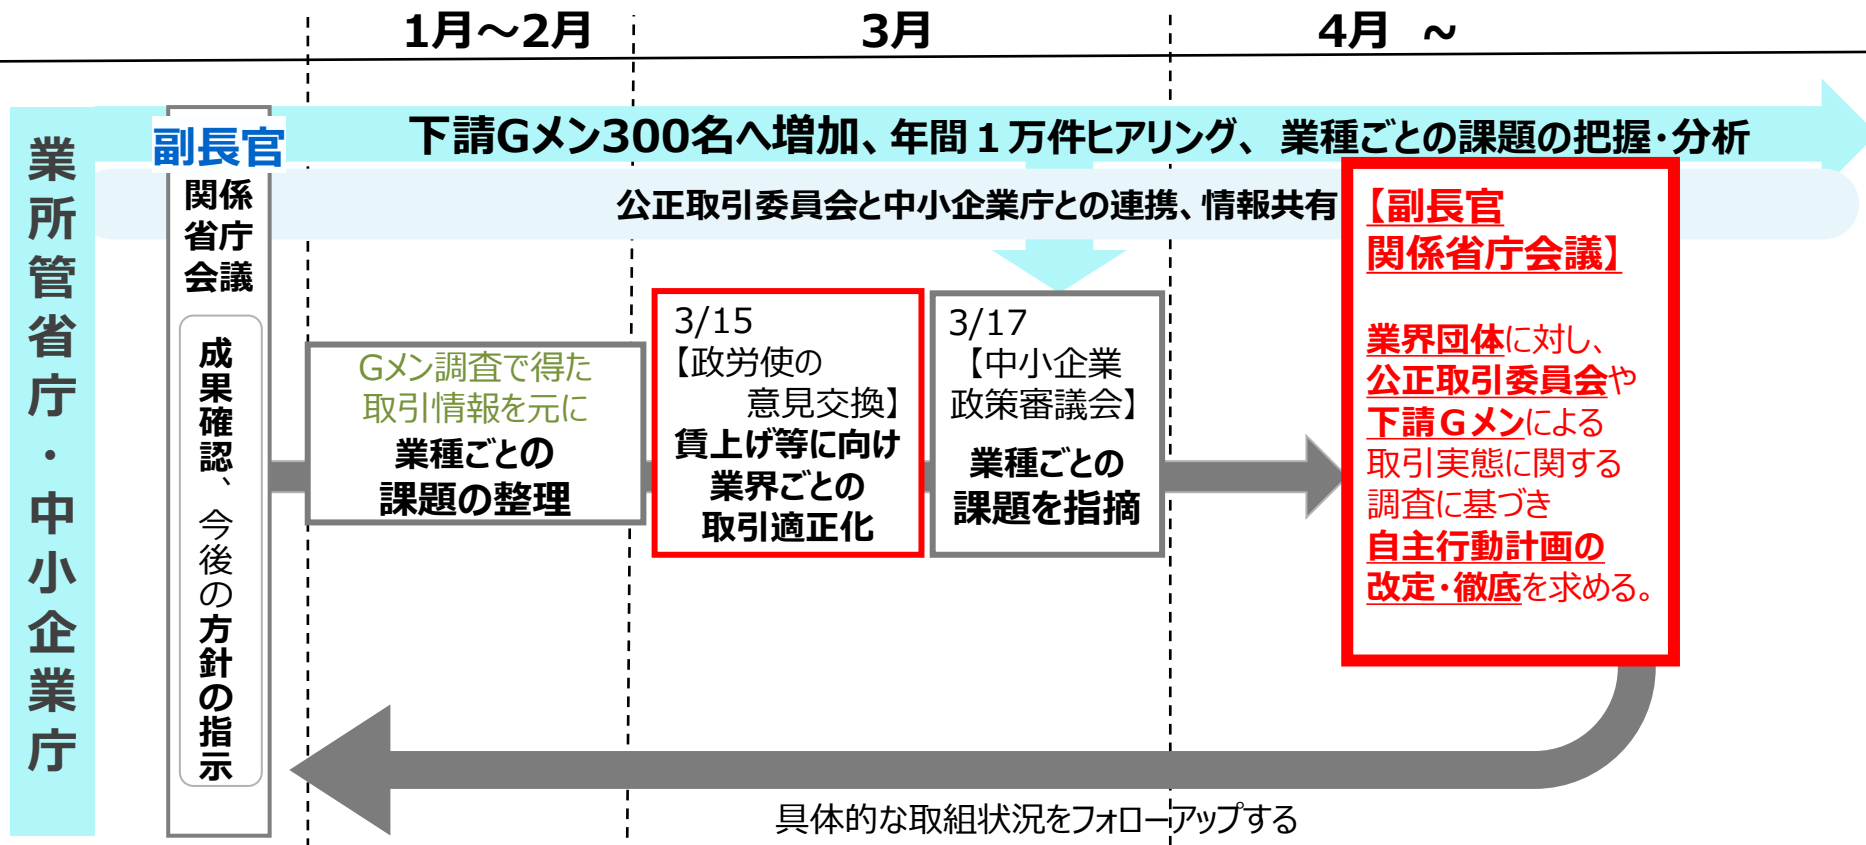 1月～2月
3月
4月 ~
業所管省庁・中小企業庁
下請Gメン300名へ増加、年間１万件ヒアリング、 業種ごとの課題の把握・分析
公正取引委員会と中小企業庁との連携、情報共有
副長官
関係
省庁
会議
成果確認、今後の方針の指示
Gメン調査で得た
取引情報を元に
業種ごとの
課題の整理
3/15
【政労使の
意見交換】
賃上げ等に向け
業界ごとの
取引適正化
3/17
【中小企業
政策審議会】
業種ごとの
課題を指摘
【副長官
関係省庁会議】
業界団体に対し、
公正取引委員会や
下請Ｇメンによる
取引実態に関する
調査に基づき
自主行動計画の
改定・徹底を求める。
具体的な取組状況をフォローアップする